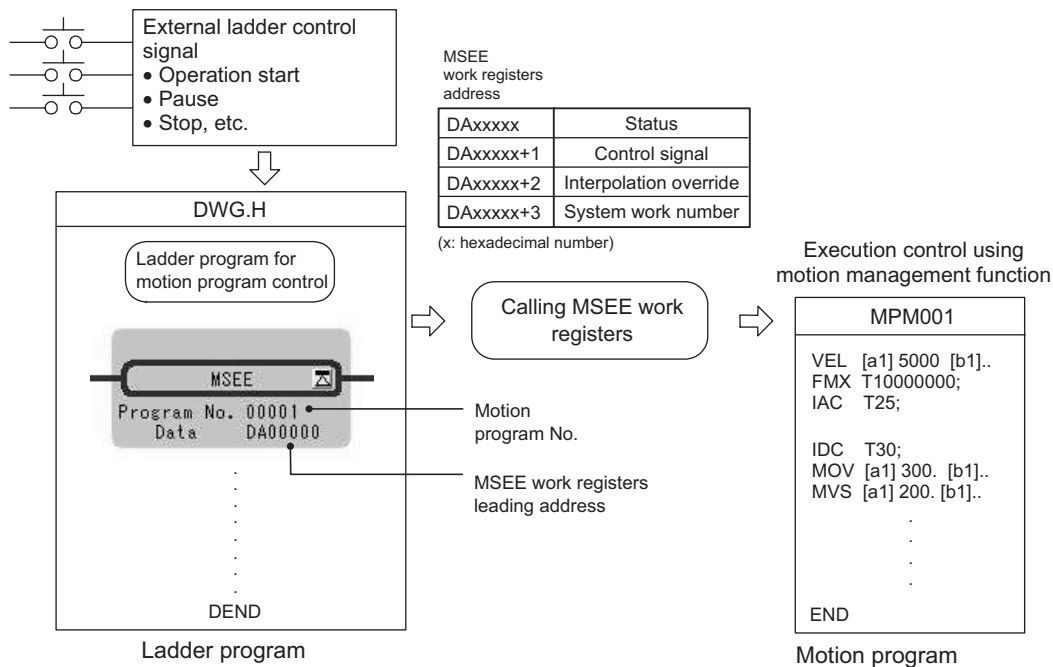 External ladder control
signal
• Operation start
• Pause
• Stop, etc.
MSEE
work registers
address
DAxxxxx Status
DAxxxxx+1 Control signal
DAxxxxx+2 Interpolation override
DAxxxxx+3 System work number
(x: hexadecimal number)
DWG.H
Ladder program for
motion program control
MSEE
Program No. 00001
Data DA00000
Motion
program No.
MSEE work registers
leading address
.
.
.
.
.
.
.
DEND
Ladder program
Calling MSEE work
registers
Execution control using
motion management function
MPM001
VEL [a1] 5000 [b1]..
FMX T10000000;
IAC T25;
IDC T30;
MOV [a1] 300. [b1]..
MVS [a1] 200. [b1]..
.
.
.
.
END
Motion program